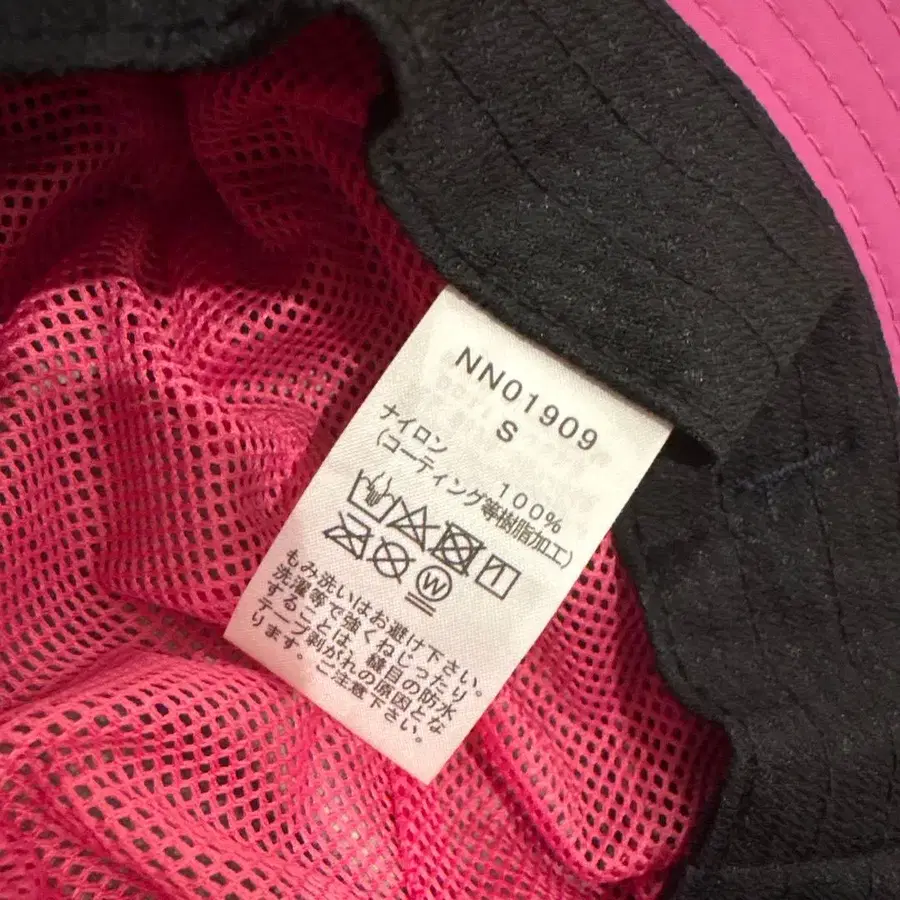 NN01909
S
ナイロン 100%
(コーティング等樹脂加工)
W
もみ洗いはお避け下さい。
洗濯等で強くねじったり
することは、縫目の防水
テープ剥がれの原因とな
ります。ご注意下さい。